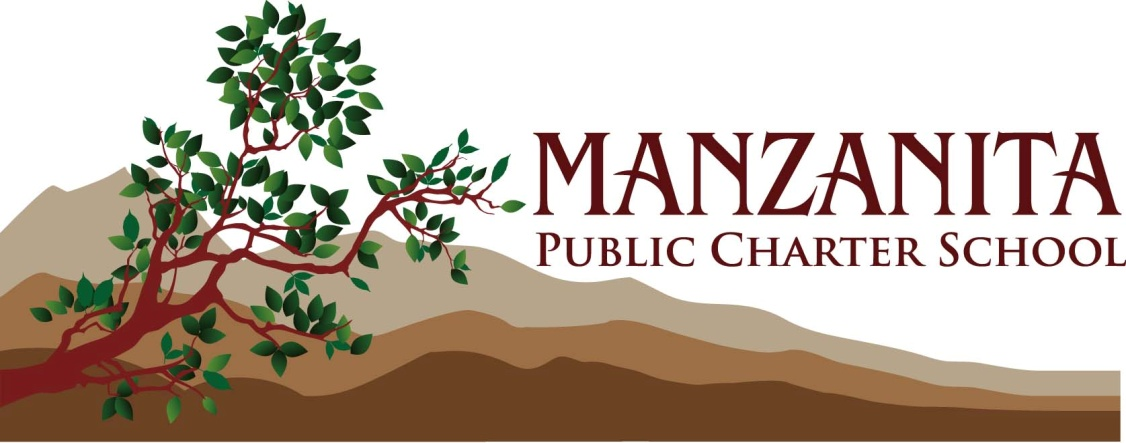 MANZANITA
PUBLIC CHARTER SCHOOL